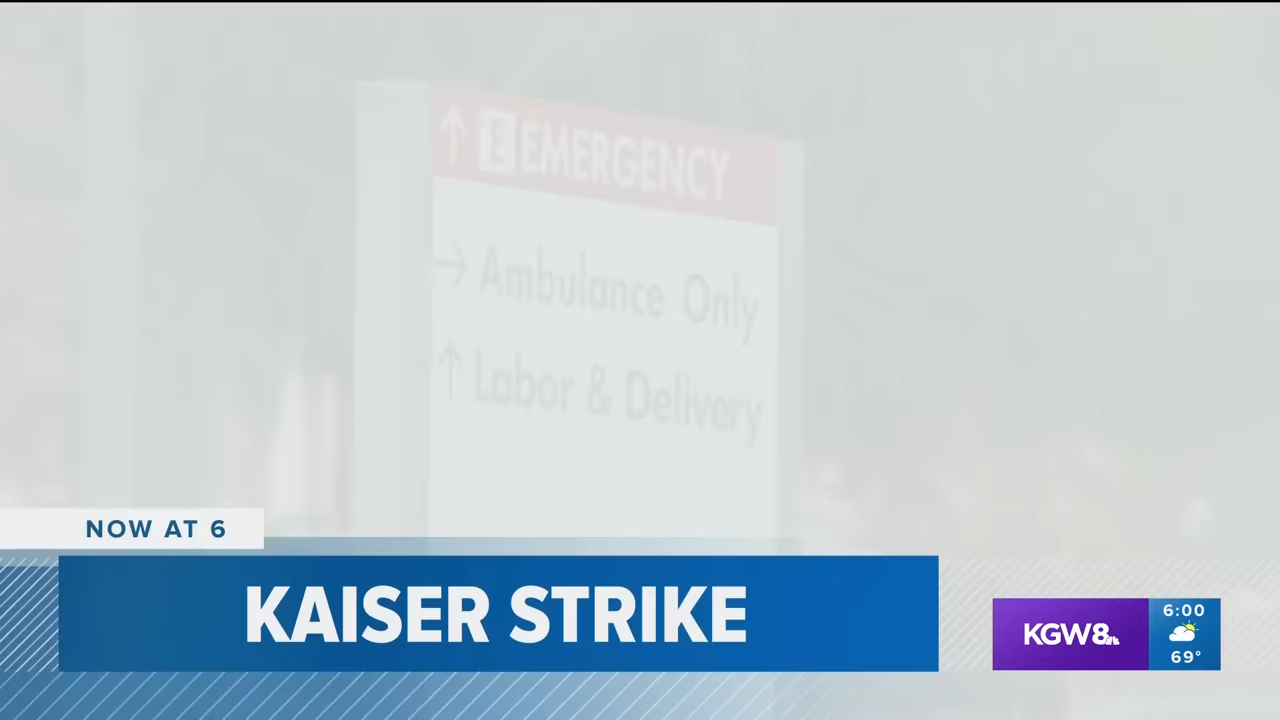 ↑ E EMERGENCY
→ Ambulance Only
↑ Labor & Delivery
NOW AT 6
KAISER STRIKE
KGW8
6:00
69°